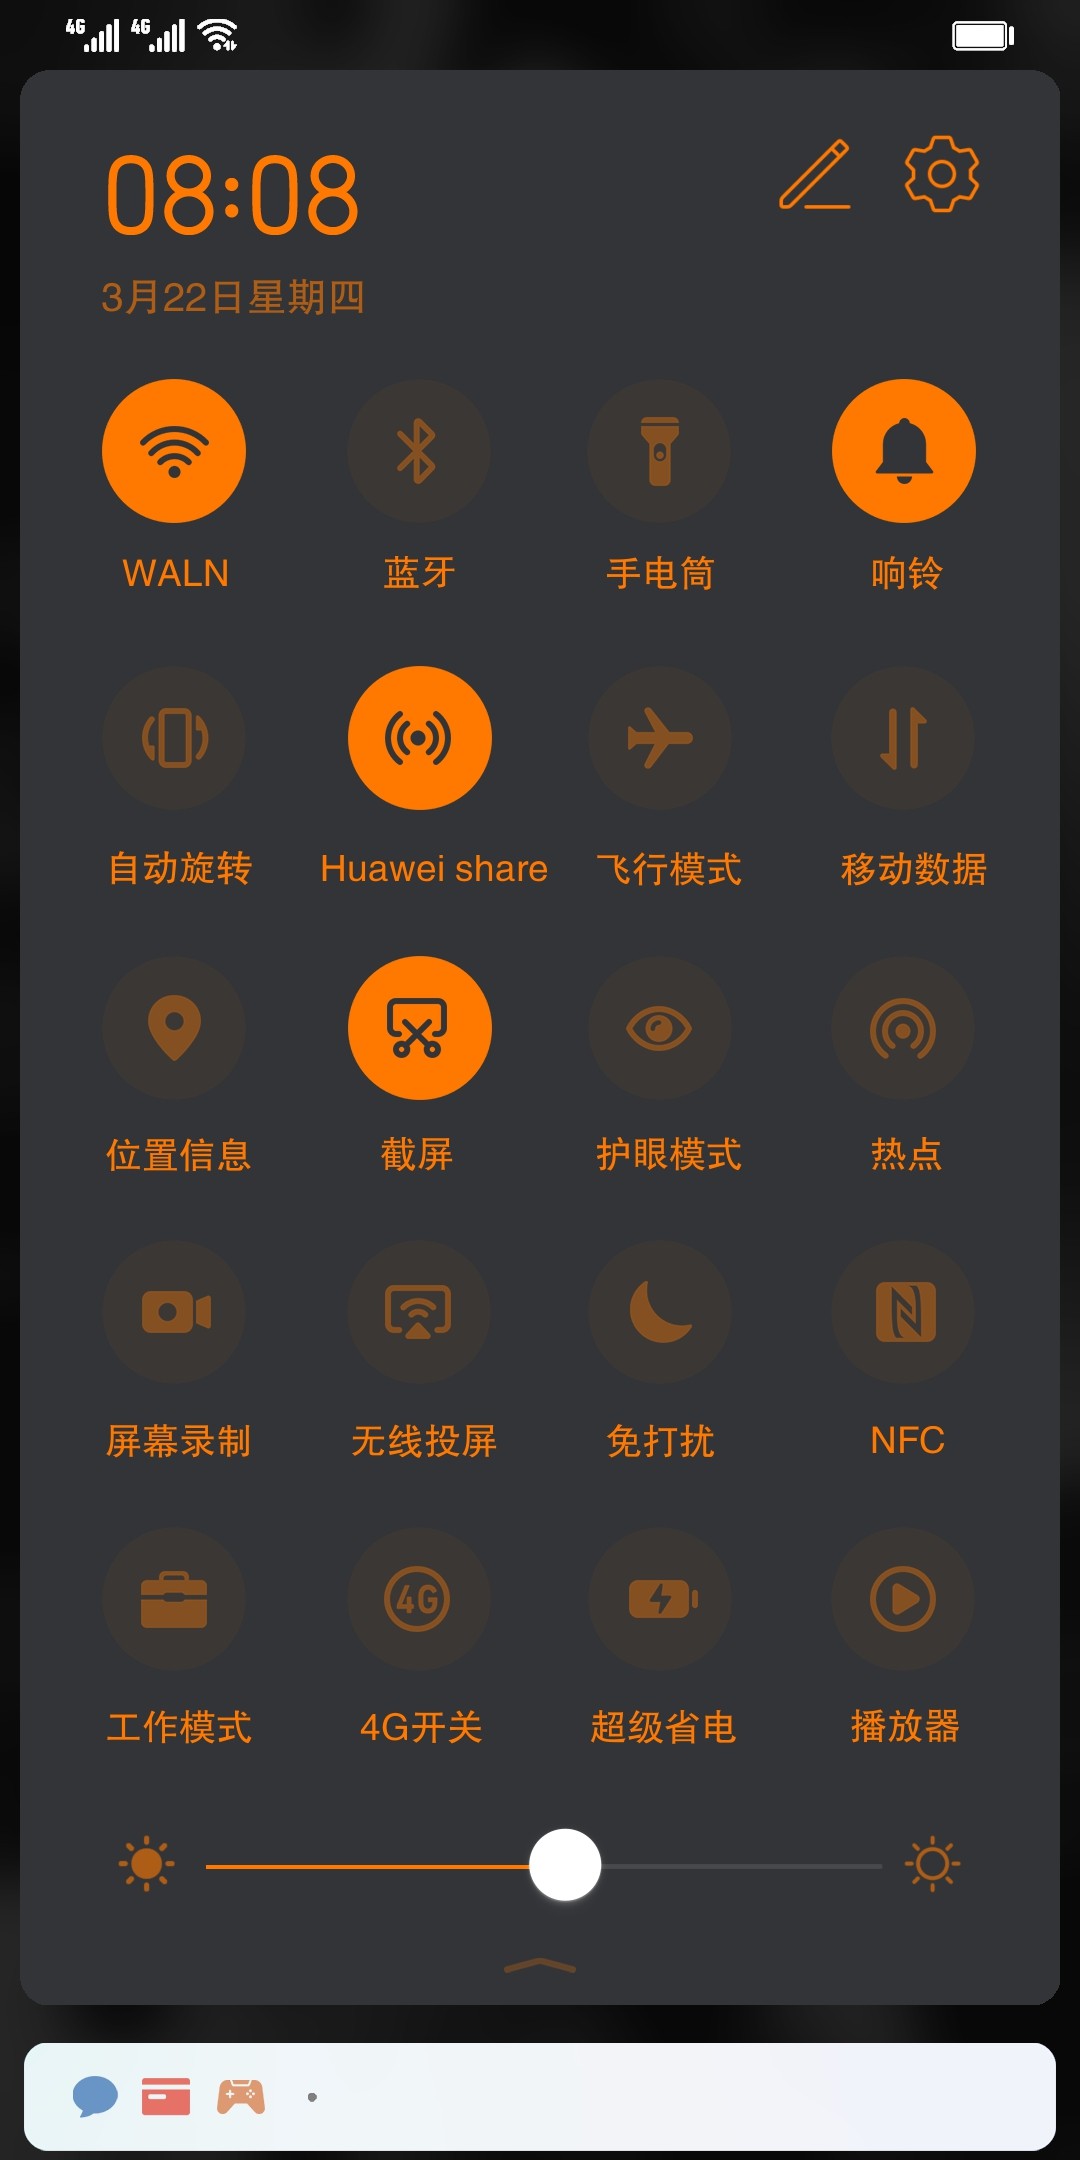 4G 4G
08:08
3月22日星期四
WALN 蓝牙 手电筒 响铃
自动旋转 Huawei share 飞行模式 移动数据
位置信息 截屏 护眼模式 热点
屏幕录制 无线投屏 免打扰 NFC
4G
工作模式 4G开关 超级省电 播放器